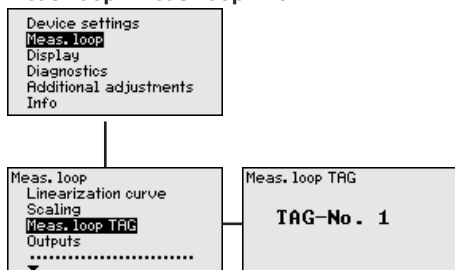 Device settings
Meas. loop
Display
Diagnostics
Additional adjustments
Info
Meas. loop
Linearization curve
Scaling
Meas. loop TAG
Outputs
Meas. loop TAG
TAG-No. 1